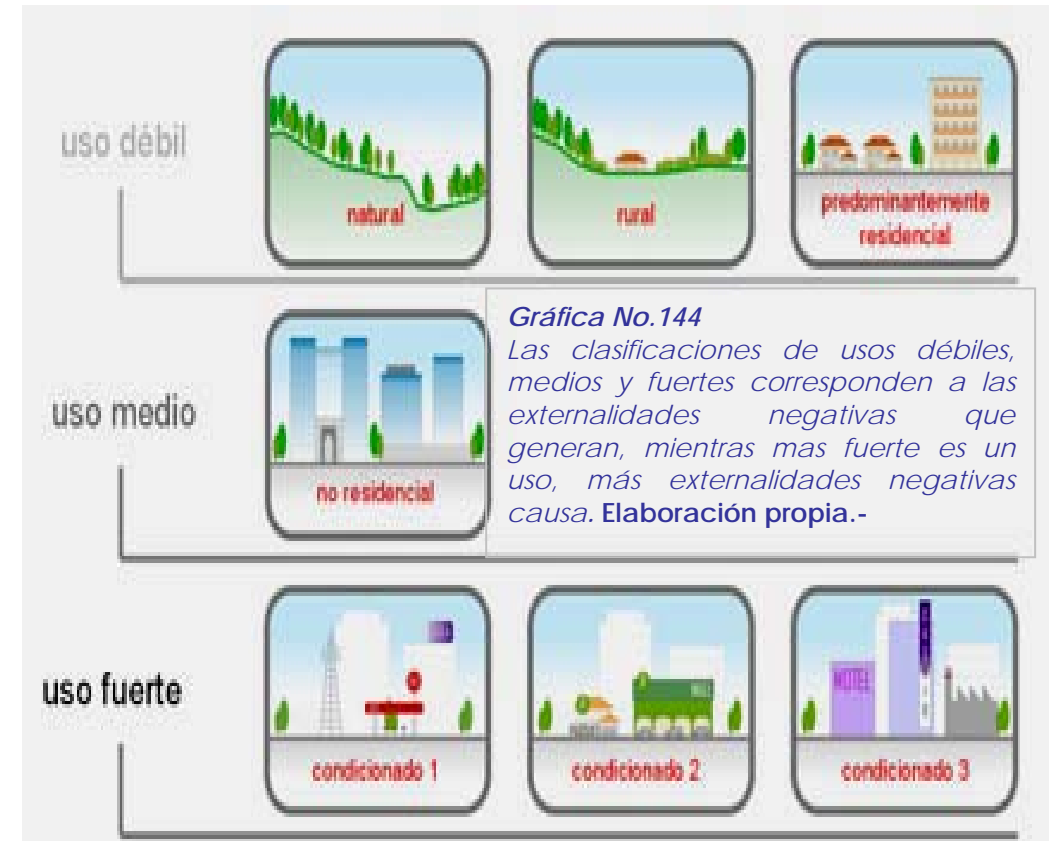 uso débil
natural
rural
predominantemente
residencial
uso medio
no residencial
Gráfica No.144
Las clasificaciones de usos débiles,
medios y fuertes corresponden a las
externalidades negativas que
generan, mientras mas fuerte es un
uso, más externalidades negativas
causa. Elaboración propia.-
uso fuerte
condicionado 1
condicionado 2
MOTEL
condicionado 3